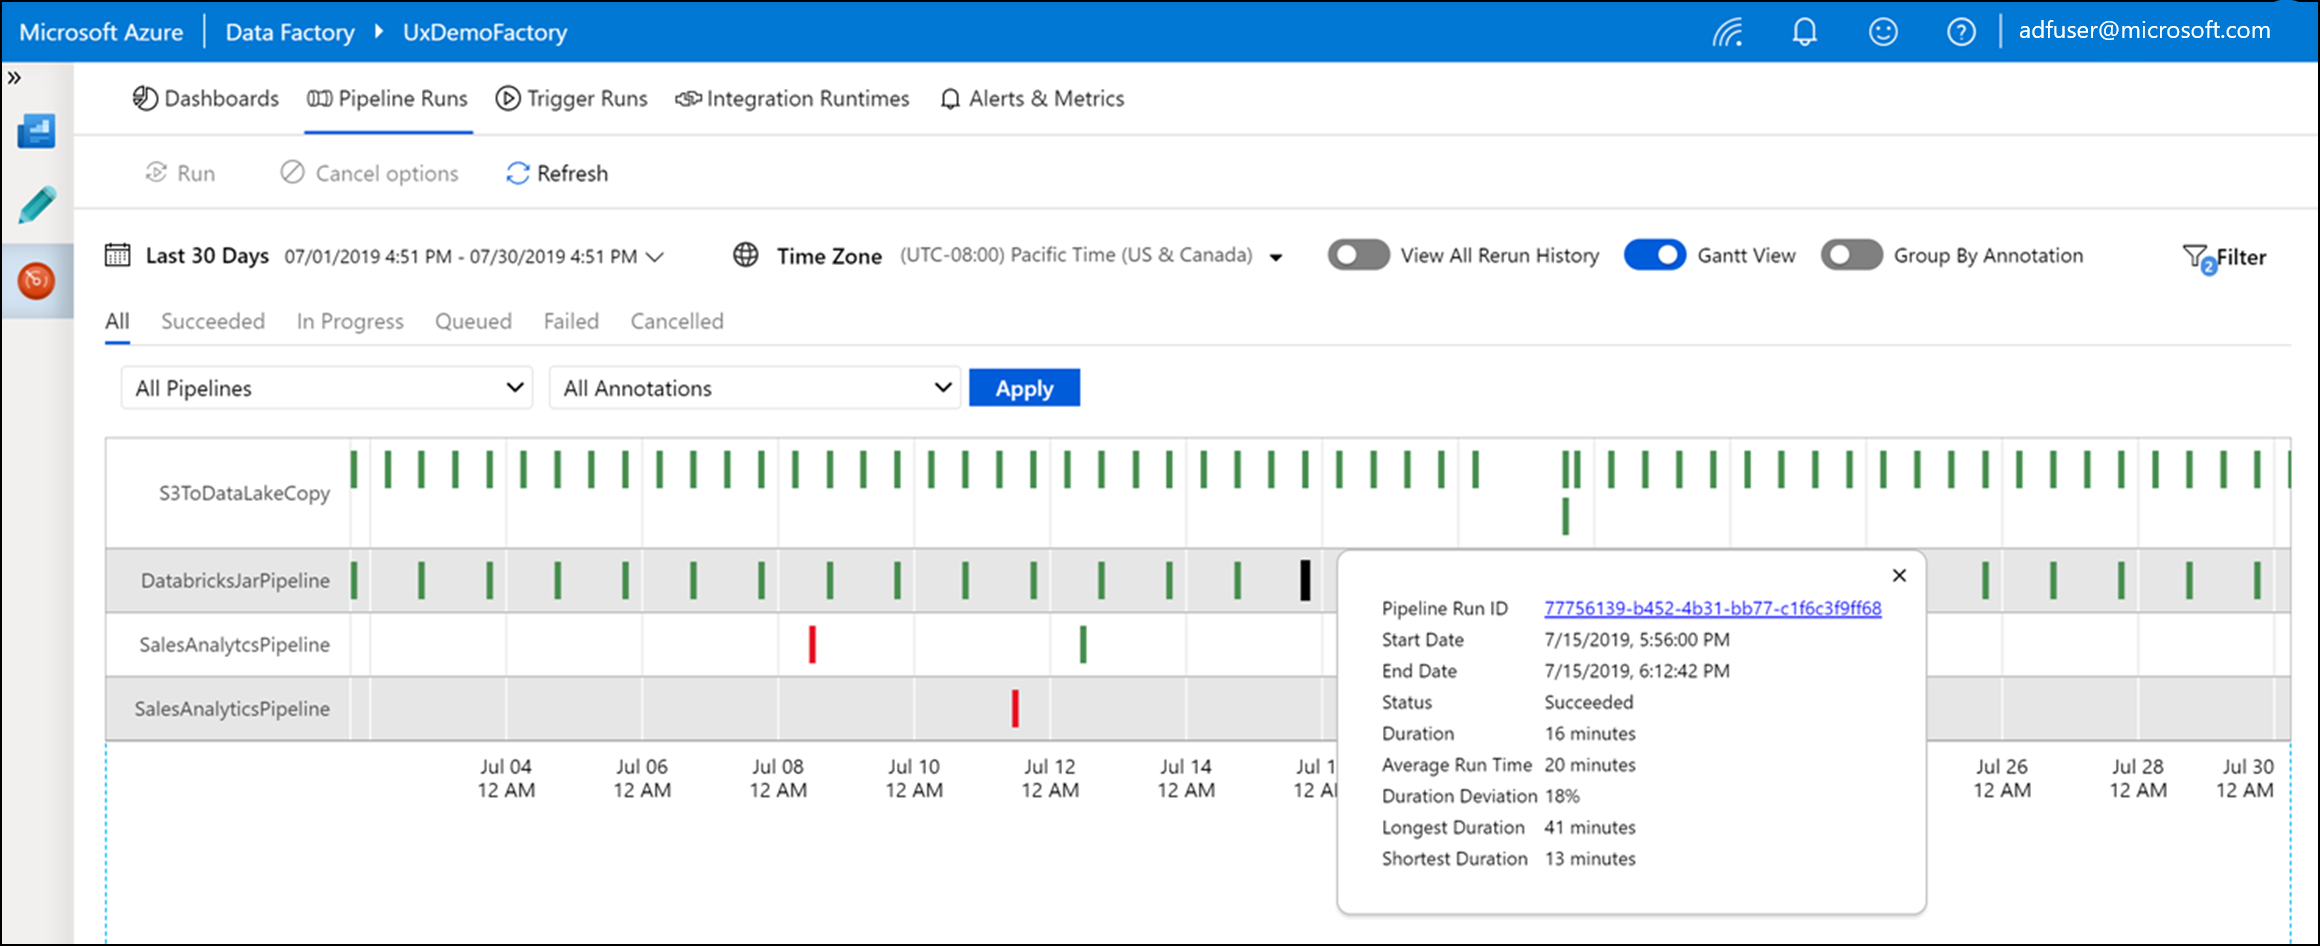 Microsoft Azure Data Factory UxDemoFactory adfuser@microsoft.com
Dashboards Pipeline Runs Trigger Runs Integration Runtimes Alerts & Metrics
Run Cancel options Refresh
Last 30 Days 07/01/2019 4:51 PM - 07/30/2019 4:51 PM Time Zone (UTC-08:00) Pacific Time (US & Canada) View All Rerun History Gantt View Group By Annotation 2 Filter
All Succeeded In Progress Queued Failed Cancelled
All Pipelines All Annotations Apply
S3ToDataLakeCopy
DatabricksJarPipeline
SalesAnalytcsPipeline
SalesAnalyticsPipeline
Pipeline Run ID 77756139-b452-4b31-bb77-c1f6c3f9ff68
Start Date 7/15/2019, 5:56:00 PM
End Date 7/15/2019, 6:12:42 PM
Status Succeeded
Duration 16 minutes
Average Run Time 20 minutes
Duration Deviation 18%
Longest Duration 41 minutes
Shortest Duration 13 minutes
Jul 04 Jul 06 Jul 08 Jul 10 Jul 12 Jul 14 Jul Jul 26 Jul 28 Jul 30
12 AM 12 AM 12 AM 12 AM 12 AM 12 AM 12 12 AM 12 AM 12 AM